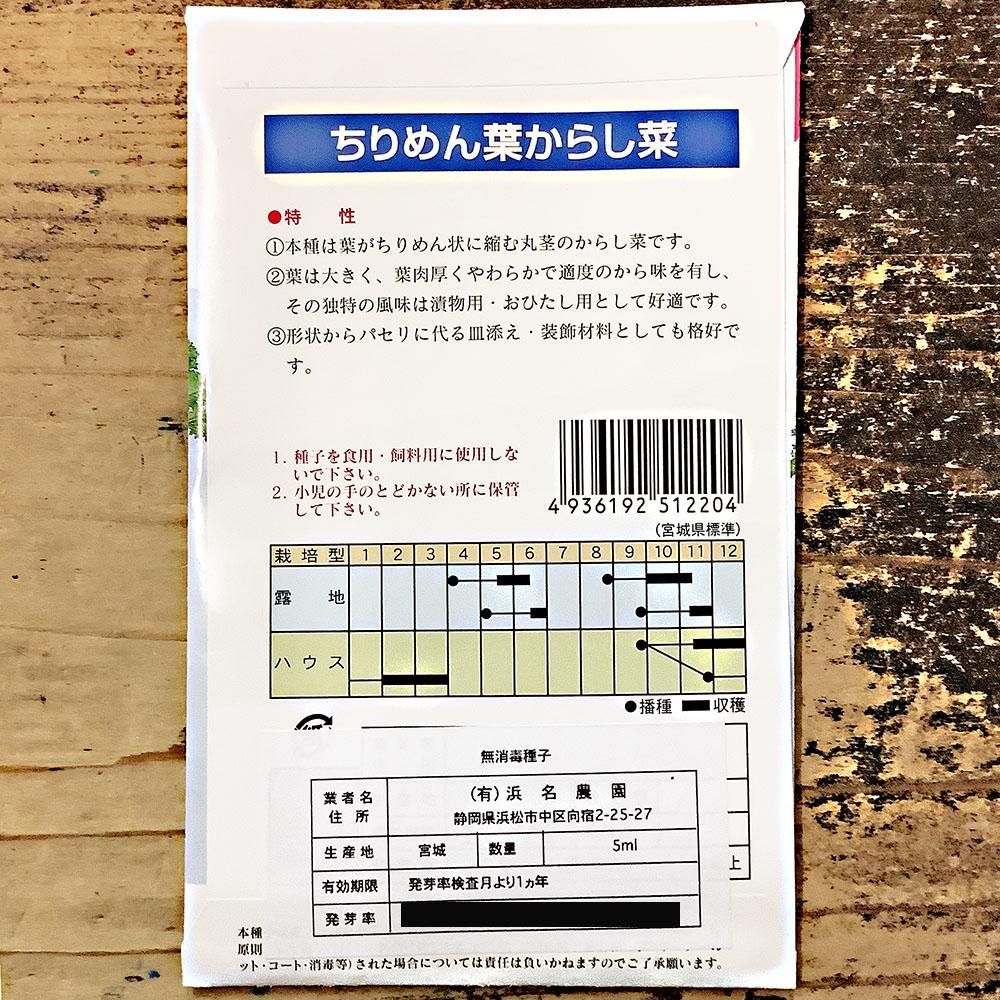 ちりめん葉からし菜
●特　性
①本種は葉がちりめん状に縮む丸茎のからし菜です。
②葉は大きく、葉肉厚くやわらかで適度のから味を有し、
その独特の風味は漬物用・おひたし用として好適です。
③形状からパセリに代る皿添え・装飾材料としても格好で
す。
1. 種子を食用・飼料用に使用しな
いで下さい。
2. 小児の手のとどかない所に保管
して下さい。
4 936192 512204
(宮城県標準)
栽培型 1 2 3 4 5 6 7 8 9 10 11 12
露　地
ハウス
●播種 収穫
無消毒種子
業者名
住　所
(有)浜　名　農　園
静岡県浜松市中区向宿2-25-27
生産地 宮城 数量 5ml
有効期限 発芽率検査月より1ヵ年
発芽率
上
本種
原則
ット・コート・消毒等)された場合については責任は負いかねますのでご了承願います。